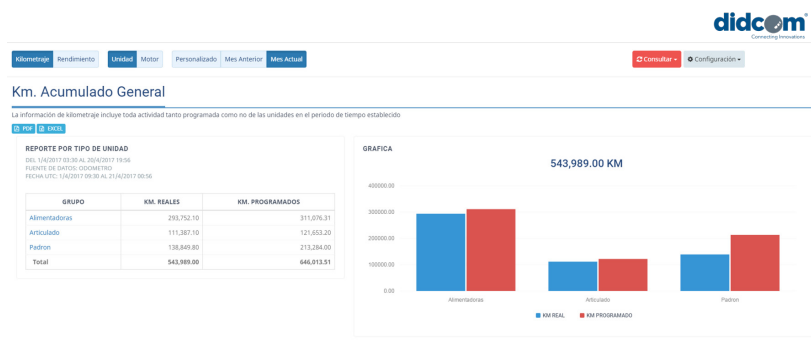 didcom
Connecting Innovations
Kilometraje Rendimiento Unidad Motor Personalizado Mes Anterior Mes Actual Consultar Configuración
Km. Acumulado General
La información de kilometraje incluye toda actividad tanto programada como no de las unidades en el periodo de tiempo establecido
PDF EXCEL
REPORTE POR TIPO DE UNIDAD
DEL 1/4/2017 03:30 AL 20/4/2017 19:56
FUENTE DE DATOS: ODOMETRO
FECHA UTC: 1/4/2017 09:30 AL 21/4/2017 00:56
GRUPO KM. REALES KM. PROGRAMADOS
Alimentadoras 293,752.10 311,076.31
Articulado 111,387.10 121,653.20
Padron 138,849.80 213,284.00
Total 543,989.00 646,013.51
GRAFICA
543,989.00 KM
400000.00
300000.00
200000.00
100000.00
0.00
Alimentadoras Articulado Padron
KM REAL KM PROGRAMADO